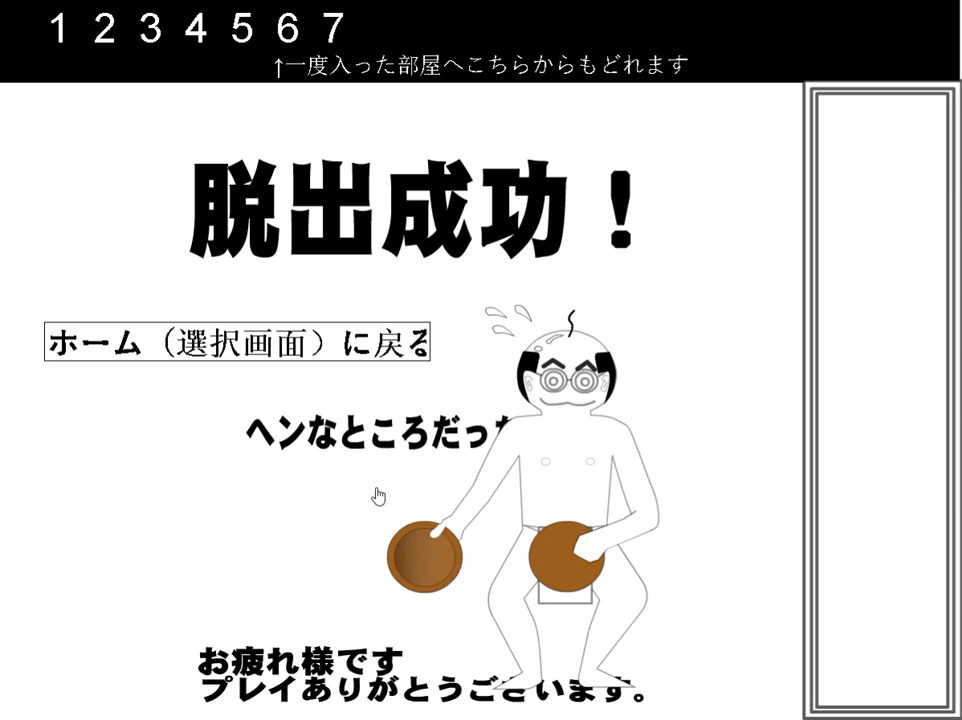 1 2 3 4 5 6 7
↑一度入った部屋へこちらからもどれます
脱出成功！
ホーム（選択画面）に戻る
ヘンなところだっ
お疲れ様です
プレイありがとうございます。